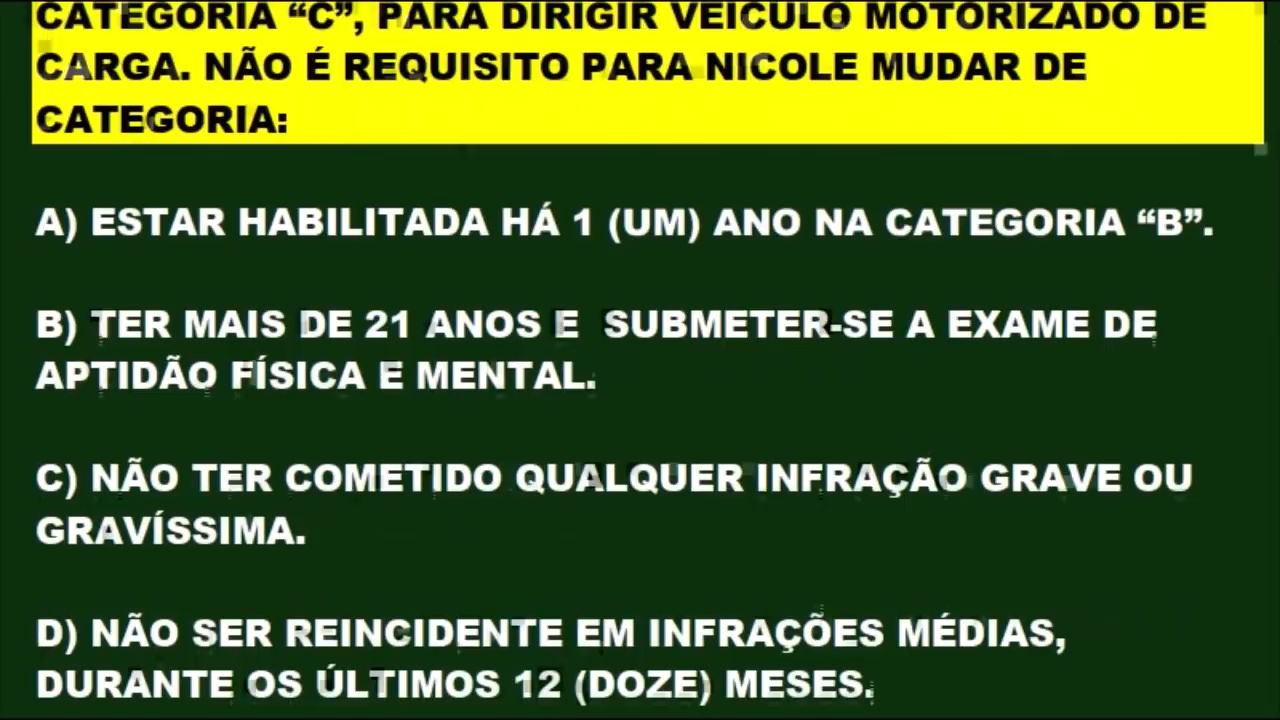 CATEGORIA “C”, PARA DIRIGIR VEÍCULO MOTORIZADO DE
CARGA. NÃO É REQUISITO PARA NICOLE MUDAR DE
CATEGORIA:
A) ESTAR HABILITADA HÁ 1 (UM) ANO NA CATEGORIA “B”.
B) TER MAIS DE 21 ANOS E SUBMETER-SE A EXAME DE
APTIDÃO FÍSICA E MENTAL.
C) NÃO TER COMETIDO QUALQUER INFRAÇÃO GRAVE OU
GRAVÍSSIMA.
D) NÃO SER REINCIDENTE EM INFRAÇÕES MÉDIAS,
DURANTE OS ÚLTIMOS 12 (DOZE) MESES.